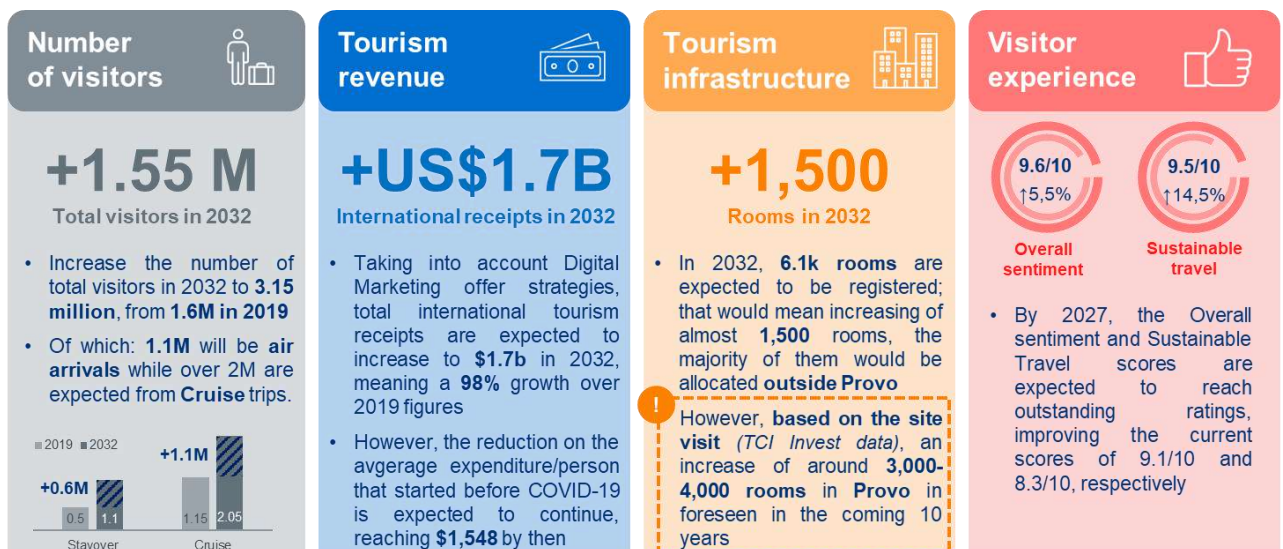 Number
of visitors
+1.55 M
Total visitors in 2032
• Increase the number of
total visitors in 2032 to 3.15
million, from 1.6M in 2019
• Of which: 1.1M will be air
arrivals while over 2M are
expected from Cruise trips.
2019 2032
+0.6M
+1.1M
0.5 1.1 1.15 2.05
Stayover Cruise
Tourism
revenue
+US$1.7B
International receipts in 2032
• Taking into account Digital
Marketing offer strategies,
total international tourism
receipts are expected to
increase to $1.7b in 2032,
meaning a 98% growth over
2019 figures
• However, the reduction on the
avgerage expenditure/person
that started before COVID-19
is expected to continue,
reaching $1,548 by then
Tourism
infrastructure
+1,500
Rooms in 2032
• In 2032, 6.1k rooms are
expected to be registered;
that would mean increasing of
almost 1,500 rooms, the
majority of them would be
allocated outside Provo
!
However, based on the site
visit (TCI Invest data), an
increase of around 3,000-
4,000 rooms in Provo in
foreseen in the coming 10
years
Visitor
experience
9.6/10
↑5,5%
Overall
sentiment
9.5/10
↑14,5%
Sustainable
travel
• By 2027, the Overall
sentiment and Sustainable
Travel scores are
expected to reach
outstanding ratings,
improving the current
scores of 9.1/10 and
8.3/10, respectively